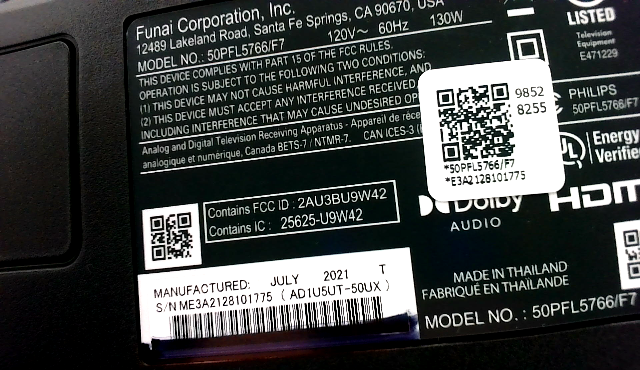 Funai Corporation, Inc.
12489 Lakeland Road, Santa Fe Springs, CA 90670, USA
MODEL NO.: 50PFL5766/F7 120V~ 60Hz 130W
THIS DEVICE COMPLIES WITH PART 15 OF THE FCC RULES.
OPERATION IS SUBJECT TO THE FOLLOWING TWO CONDITIONS:
(1) THIS DEVICE MAY NOT CAUSE HARMFUL INTERFERENCE, AND
(2) THIS DEVICE MUST ACCEPT ANY INTERFERENCE RECEIVED,
INCLUDING INTERFERENCE THAT MAY CAUSE UNDESIRED OP
Analog and Digital Television Receiving Apparatus - Appareil de réce
analogique et numérique, Canada BETS-7 / NTMR-7. CAN ICES-3 (
Contains FCC ID : 2AU3BU9W42
Contains IC : 25625-U9W42
MANUFACTURED: JULY 2021 T
S/N ME3A2128101775 ( AD1U5UT-50UX )
LISTED
Television
Equipment
E471229
9852
8255
*50PFL5766/F7
*E3A2128101775
PHILIPS
50PFL5766/F7
UL
Energy
Verifie
Dolby
AUDIO
HDM
MADE IN THAILAND
FABRIQUÉ EN THAÏLANDE
MODEL NO. : 50PFL5766/F7